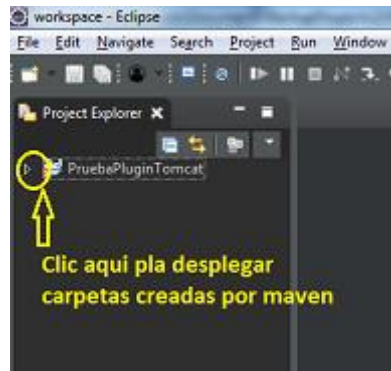 workspace - Eclipse
File Edit Navigate Search Project Run Window
Project Explorer
PruebaPluginTomcat
Clic aqui pla desplegar
carpetas creadas por maven